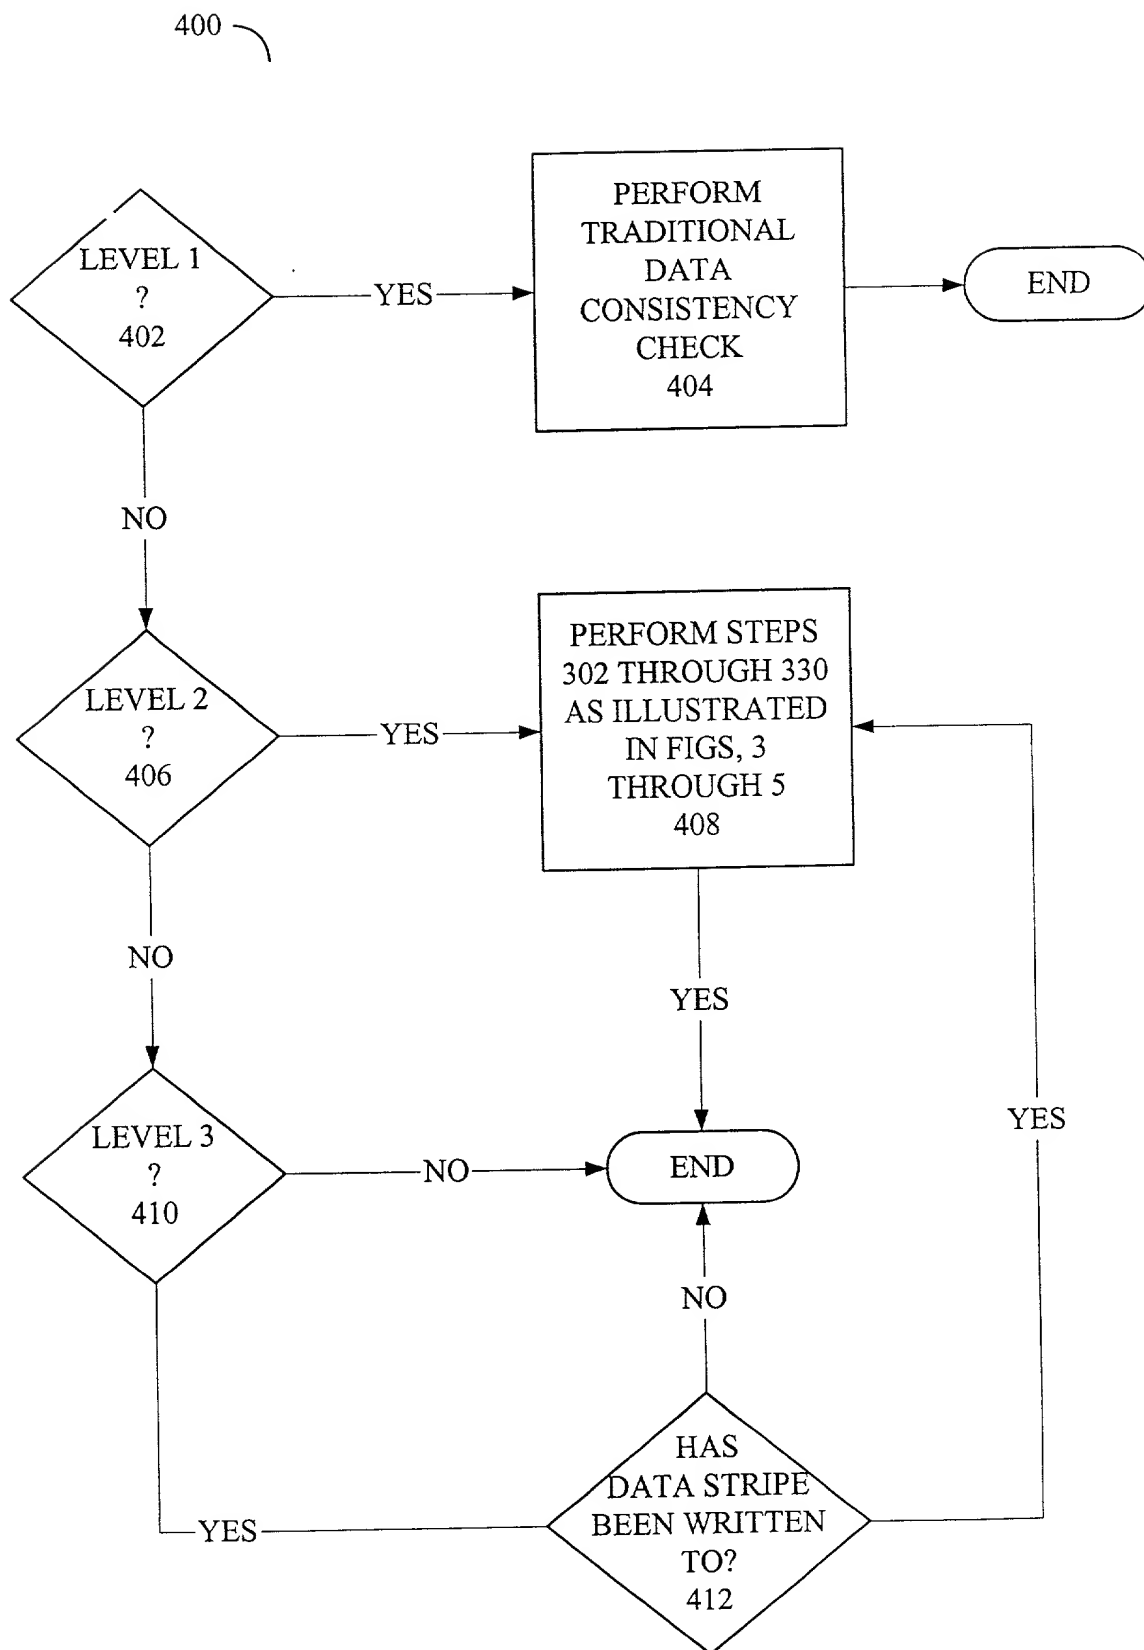 400
LEVEL 1
?
402
YES
PERFORM
TRADITIONAL
DATA
CONSISTENCY
CHECK
404
END
NO
LEVEL 2
?
406
YES
PERFORM STEPS
302 THROUGH 330
AS ILLUSTRATED
IN FIGS, 3
THROUGH 5
408
NO
YES
YES
LEVEL 3
?
410
NO
END
NO
YES
HAS
DATA STRIPE
BEEN WRITTEN
TO?
412